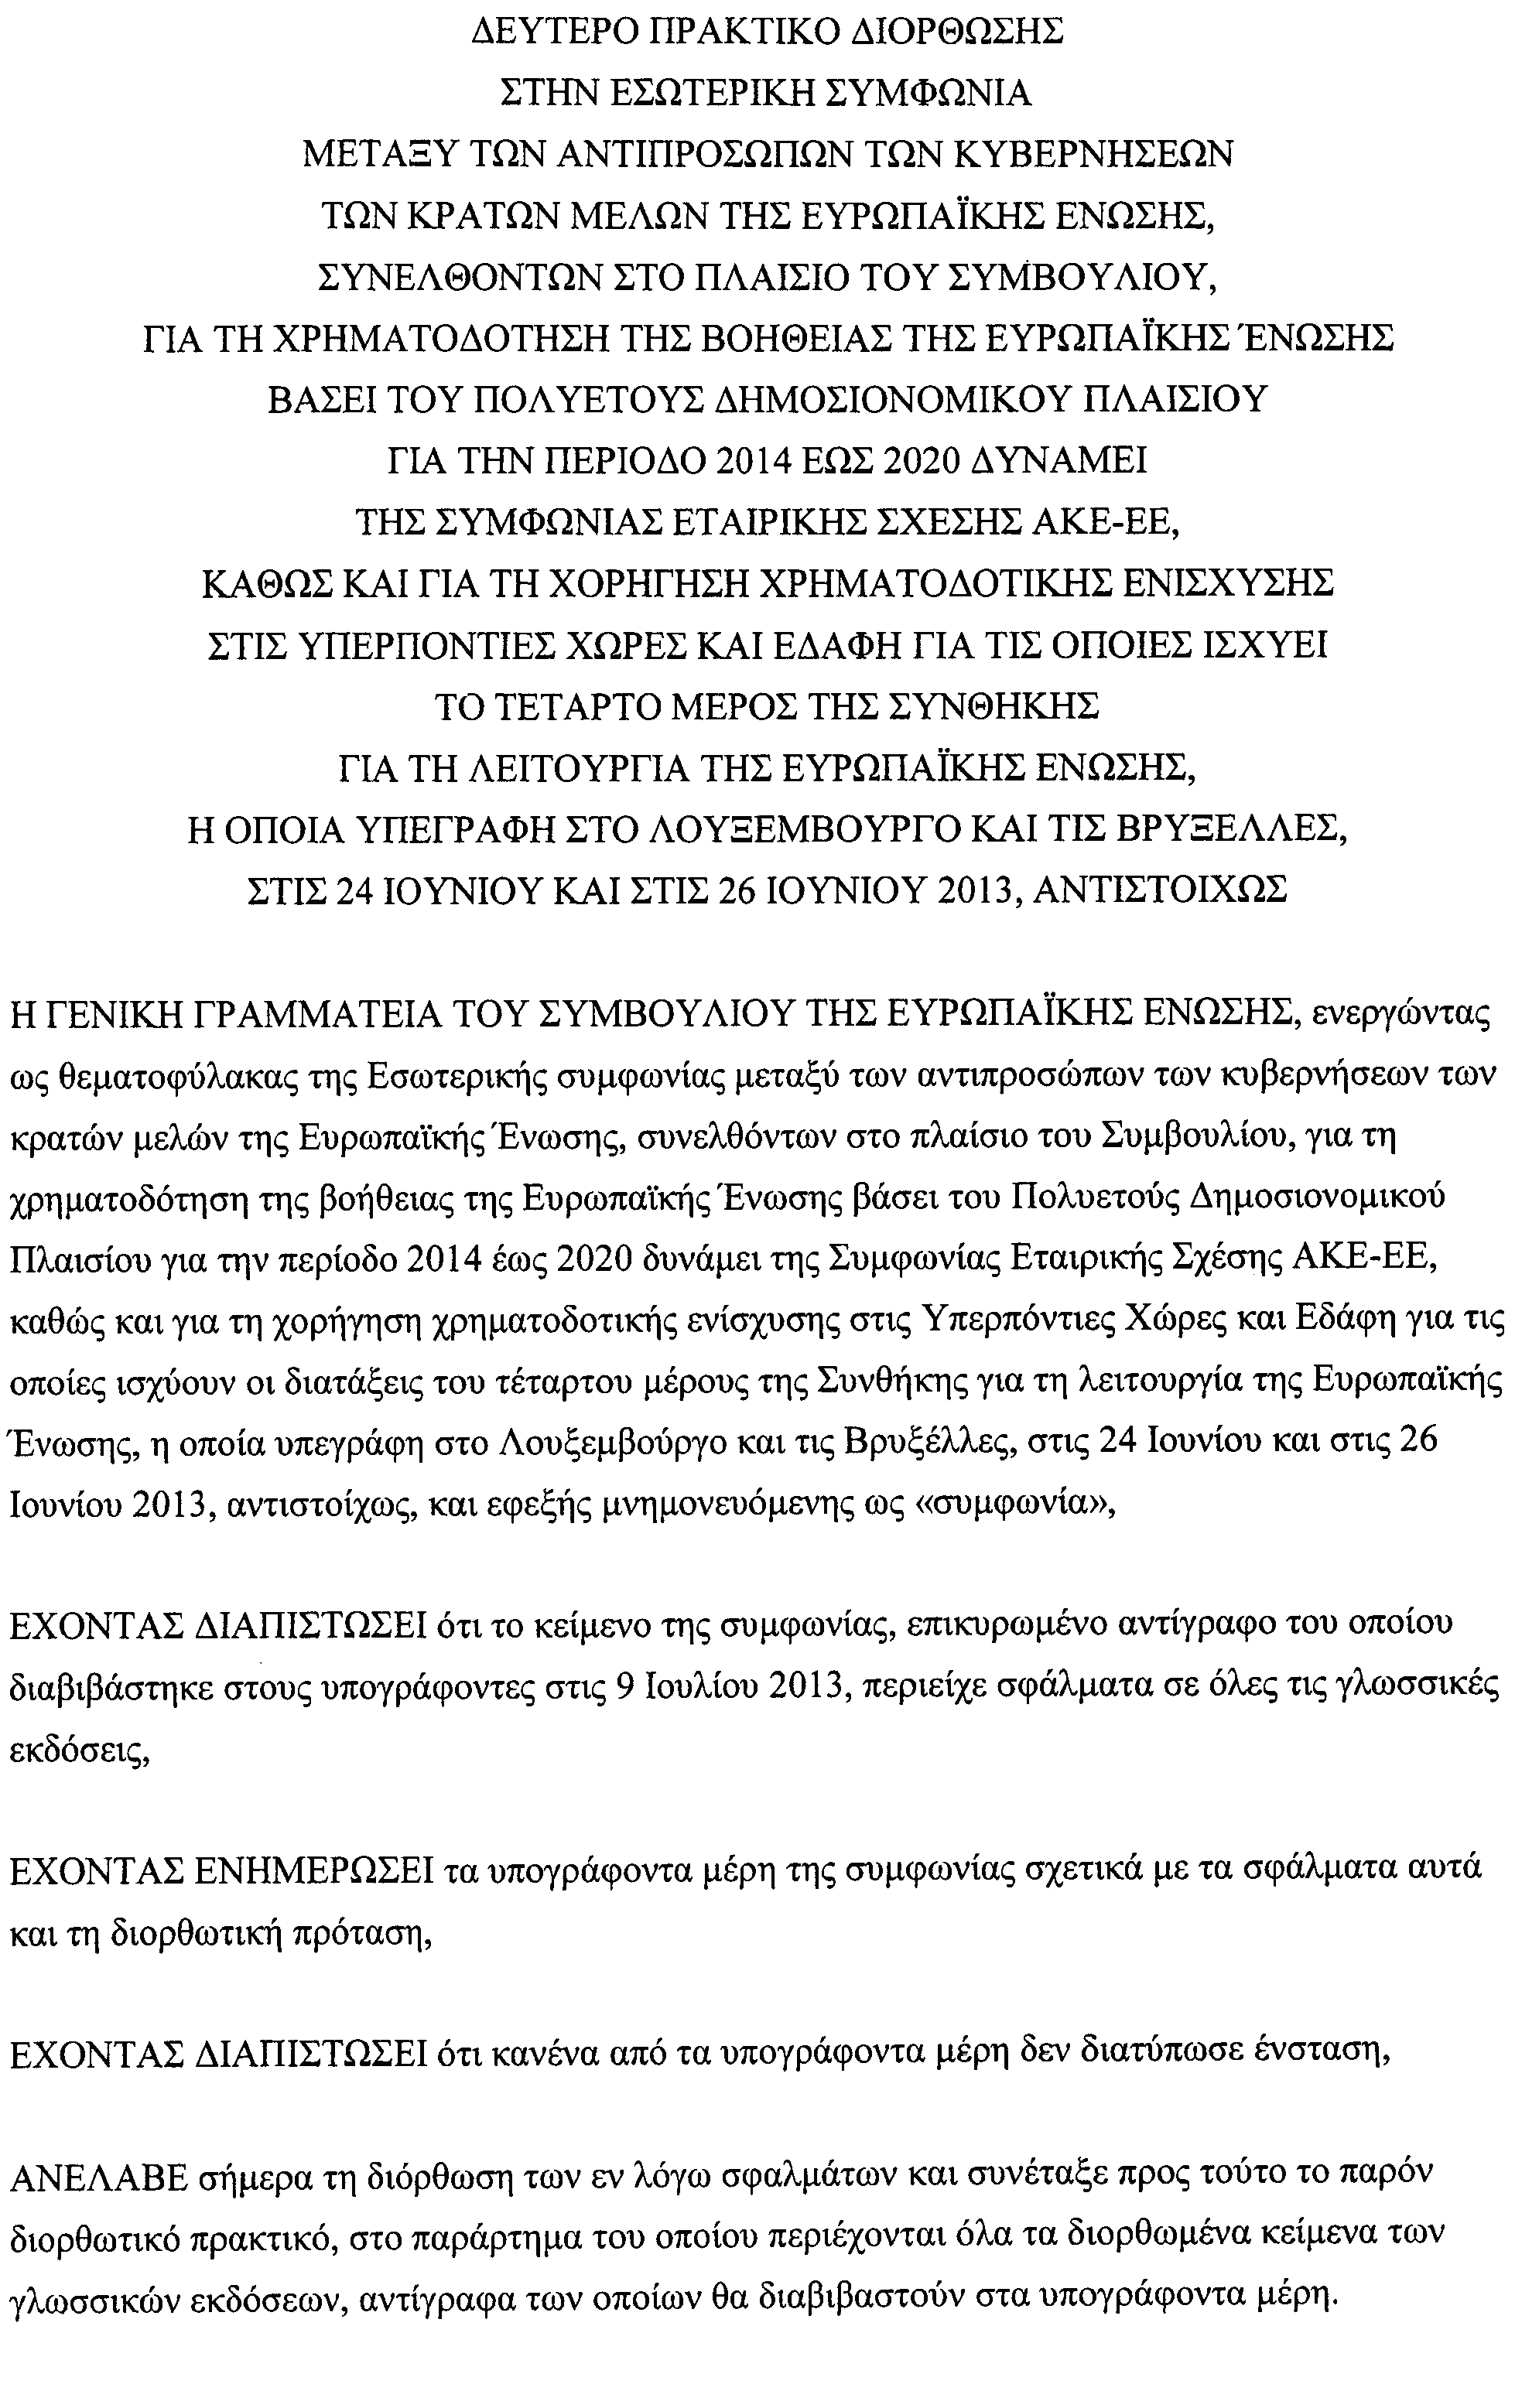 ΔΕΥΤΕΡΟ ΠΡΑΚΤΙΚΟ ΔΙΟΡΘΩΣΗΣ
ΣΤΗΝ ΕΣΩΤΕΡΙΚΗ ΣΥΜΦΩΝΙΑ
ΜΕΤΑΞΥ ΤΩΝ ΑΝΤΙΠΡΟΣΩΠΩΝ ΤΩΝ ΚΥΒΕΡΝΗΣΕΩΝ
ΤΩΝ ΚΡΑΤΩΝ ΜΕΛΩΝ ΤΗΣ ΕΥΡΩΠΑΪΚΗΣ ΕΝΩΣΗΣ,
ΣΥΝΕΛΘΟΝΤΩΝ ΣΤΟ ΠΛΑΙΣΙΟ ΤΟΥ ΣΥΜΒΟΥΛΙΟΥ,
ΓΙΑ ΤΗ ΧΡΗΜΑΤΟΔΟΤΗΣΗ ΤΗΣ ΒΟΗΘΕΙΑΣ ΤΗΣ ΕΥΡΩΠΑΪΚΗΣ ΈΝΩΣΗΣ
ΒΑΣΕΙ ΤΟΥ ΠΟΛΥΕΤΟΥΣ ΔΗΜΟΣΙΟΝΟΜΙΚΟΥ ΠΛΑΙΣΙΟΥ
ΓΙΑ ΤΗΝ ΠΕΡΙΟΔΟ 2014 ΕΩΣ 2020 ΔΥΝΑΜΕΙ
ΤΗΣ ΣΥΜΦΩΝΙΑΣ ΕΤΑΙΡΙΚΗΣ ΣΧΕΣΗΣ ΑΚΕ-ΕΕ,
ΚΑΘΩΣ ΚΑΙ ΓΙΑ ΤΗ ΧΟΡΗΓΗΣΗ ΧΡΗΜΑΤΟΔΟΤΙΚΗΣ ΕΝΙΣΧΥΣΗΣ
ΣΤΙΣ ΥΠΕΡΠΟΝΤΙΕΣ ΧΩΡΕΣ ΚΑΙ ΕΔΑΦΗ ΓΙΑ ΤΙΣ ΟΠΟΙΕΣ ΙΣΧΥΕΙ
ΤΟ ΤΕΤΑΡΤΟ ΜΕΡΟΣ ΤΗΣ ΣΥΝΘΗΚΗΣ
ΓΙΑ ΤΗ ΛΕΙΤΟΥΡΓΙΑ ΤΗΣ ΕΥΡΩΠΑΪΚΗΣ ΕΝΩΣΗΣ,
Η ΟΠΟΙΑ ΥΠΕΓΡΑΦΗ ΣΤΟ ΛΟΥΞΕΜΒΟΥΡΓΟ ΚΑΙ ΤΙΣ ΒΡΥΞΕΛΛΕΣ,
ΣΤΙΣ 24 ΙΟΥΝΙΟΥ ΚΑΙ ΣΤΙΣ 26 ΙΟΥΝΙΟΥ 2013, ΑΝΤΙΣΤΟΙΧΩΣ
Η ΓΕΝΙΚΗ ΓΡΑΜΜΑΤΕΙΑ ΤΟΥ ΣΥΜΒΟΥΛΙΟΥ ΤΗΣ ΕΥΡΩΠΑΪΚΗΣ ΕΝΩΣΗΣ, ενεργώντας
ως θεματοφύλακας της Εσωτερικής συμφωνίας μεταξύ των αντιπροσώπων των κυβερνήσεων των
κρατών μελών της Ευρωπαϊκής Ένωσης, συνελθόντων στο πλαίσιο του Συμβουλίου, για τη
χρηματοδότηση της βοήθειας της Ευρωπαϊκής Ένωσης βάσει του Πολυετούς Δημοσιονομικού
Πλαισίου για την περίοδο 2014 έως 2020 δυνάμει της Συμφωνίας Εταιρικής Σχέσης ΑΚΕ-ΕΕ,
καθώς και για τη χορήγηση χρηματοδοτικής ενίσχυσης στις Υπερπόντιες Χώρες και Εδάφη για τις
οποίες ισχύουν οι διατάξεις του τέταρτου μέρους της Συνθήκης για τη λειτουργία της Ευρωπαϊκής
Ένωσης, η οποία υπεγράφη στο Λουξεμβούργο και τις Βρυξέλλες, στις 24 Ιουνίου και στις 26
Ιουνίου 2013, αντιστοίχως, και εφεξής μνημονευόμενης ως «συμφωνία»,
ΕΧΟΝΤΑΣ ΔΙΑΠΙΣΤΩΣΕΙ ότι το κείμενο της συμφωνίας, επικυρωμένο αντίγραφο του οποίου
διαβιβάστηκε στους υπογράφοντες στις 9 Ιουλίου 2013, περιείχε σφάλματα σε όλες τις γλωσσικές
εκδόσεις,
ΕΧΟΝΤΑΣ ΕΝΗΜΕΡΩΣΕΙ τα υπογράφοντα μέρη της συμφωνίας σχετικά με τα σφάλματα αυτά
και τη διορθωτική πρόταση,
ΕΧΟΝΤΑΣ ΔΙΑΠΙΣΤΩΣΕΙ ότι κανένα από τα υπογράφοντα μέρη δεν διατύπωσε ένσταση,
ΑΝΕΛΑΒΕ σήμερα τη διόρθωση των εν λόγω σφαλμάτων και συνέταξε προς τούτο το παρόν
διορθωτικό πρακτικό, στο παράρτημα του οποίου περιέχονται όλα τα διορθωμένα κείμενα των
γλωσσικών εκδόσεων, αντίγραφα των οποίων θα διαβιβαστούν στα υπογράφοντα μέρη.